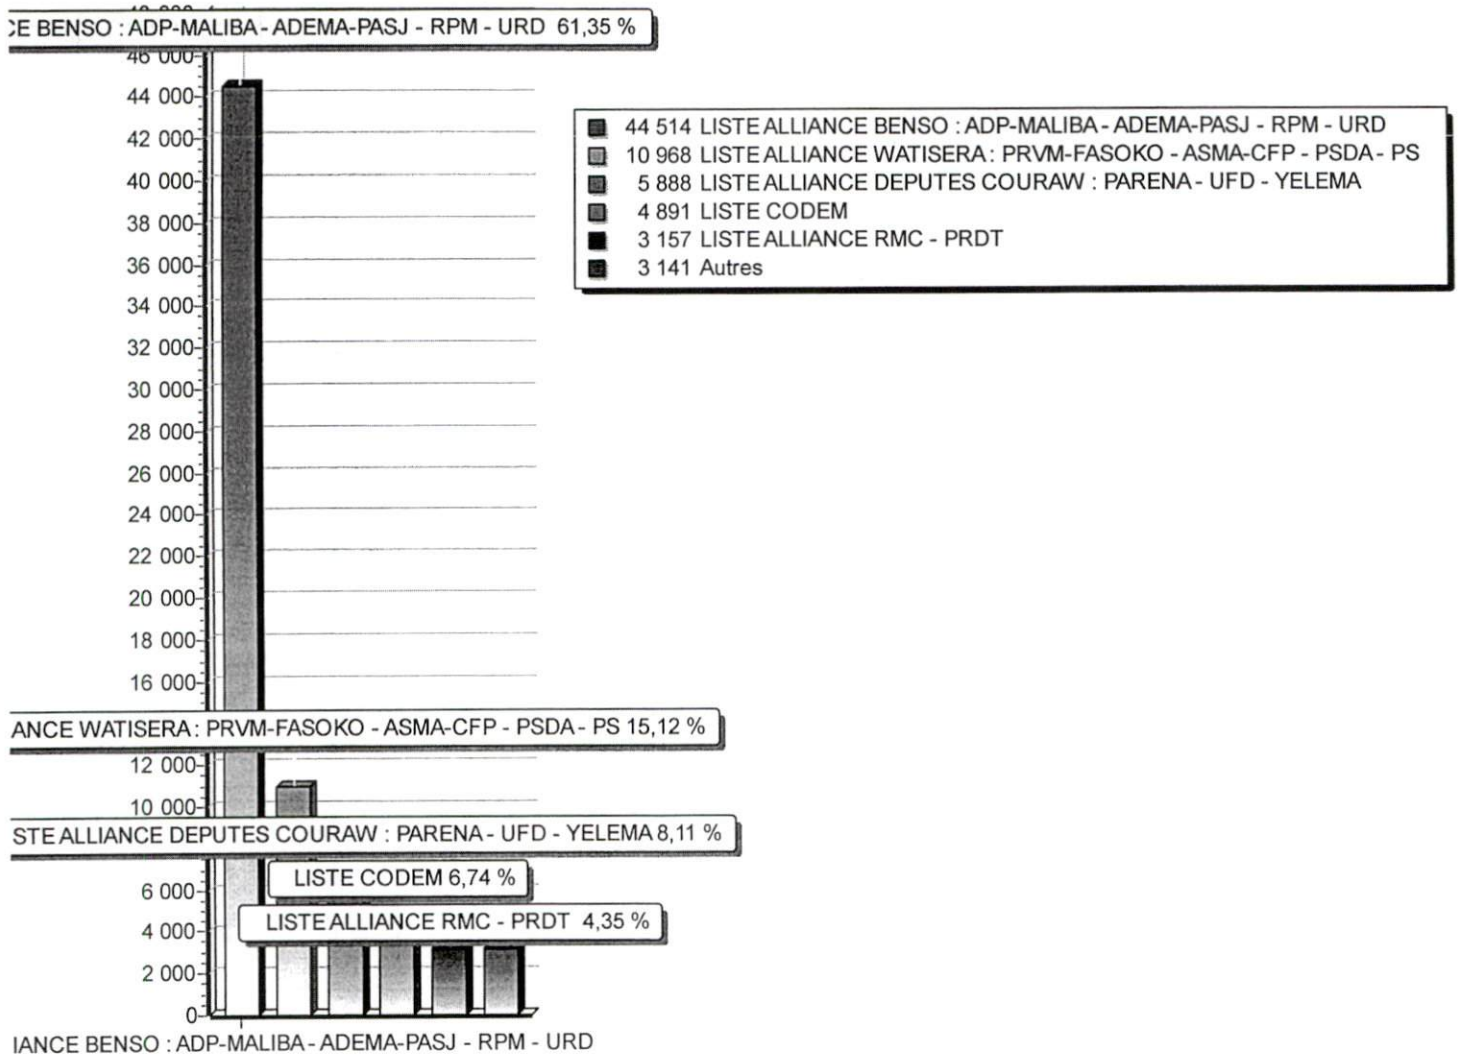 CE BENSO : ADP-MALIBA - ADEMA-PASJ - RPM - URD 61,35 %
46 000
44 000
42 000
40 000
38 000
36 000
34 000
32 000
30 000
28 000
26 000
24 000
22 000
20 000
18 000
16 000
ANCE WATISERA : PRVM-FASOKO - ASMA-CFP - PSDA - PS 15,12 %
12 000
10 000
STE ALLIANCE DEPUTES COURAW : PARENA - UFD - YELEMA 8,11 %
LISTE CODEM 6,74 %
6 000
LISTE ALLIANCE RMC - PRDT 4,35 %
4 000
2 000
0
IANCE BENSO : ADP-MALIBA - ADEMA-PASJ - RPM - URD
44 514 LISTE ALLIANCE BENSO : ADP-MALIBA - ADEMA-PASJ - RPM - URD
10 968 LISTE ALLIANCE WATISERA : PRVM-FASOKO - ASMA-CFP - PSDA - PS
5 888 LISTE ALLIANCE DEPUTES COURAW : PARENA - UFD - YELEMA
4 891 LISTE CODEM
3 157 LISTE ALLIANCE RMC - PRDT
3 141 Autres